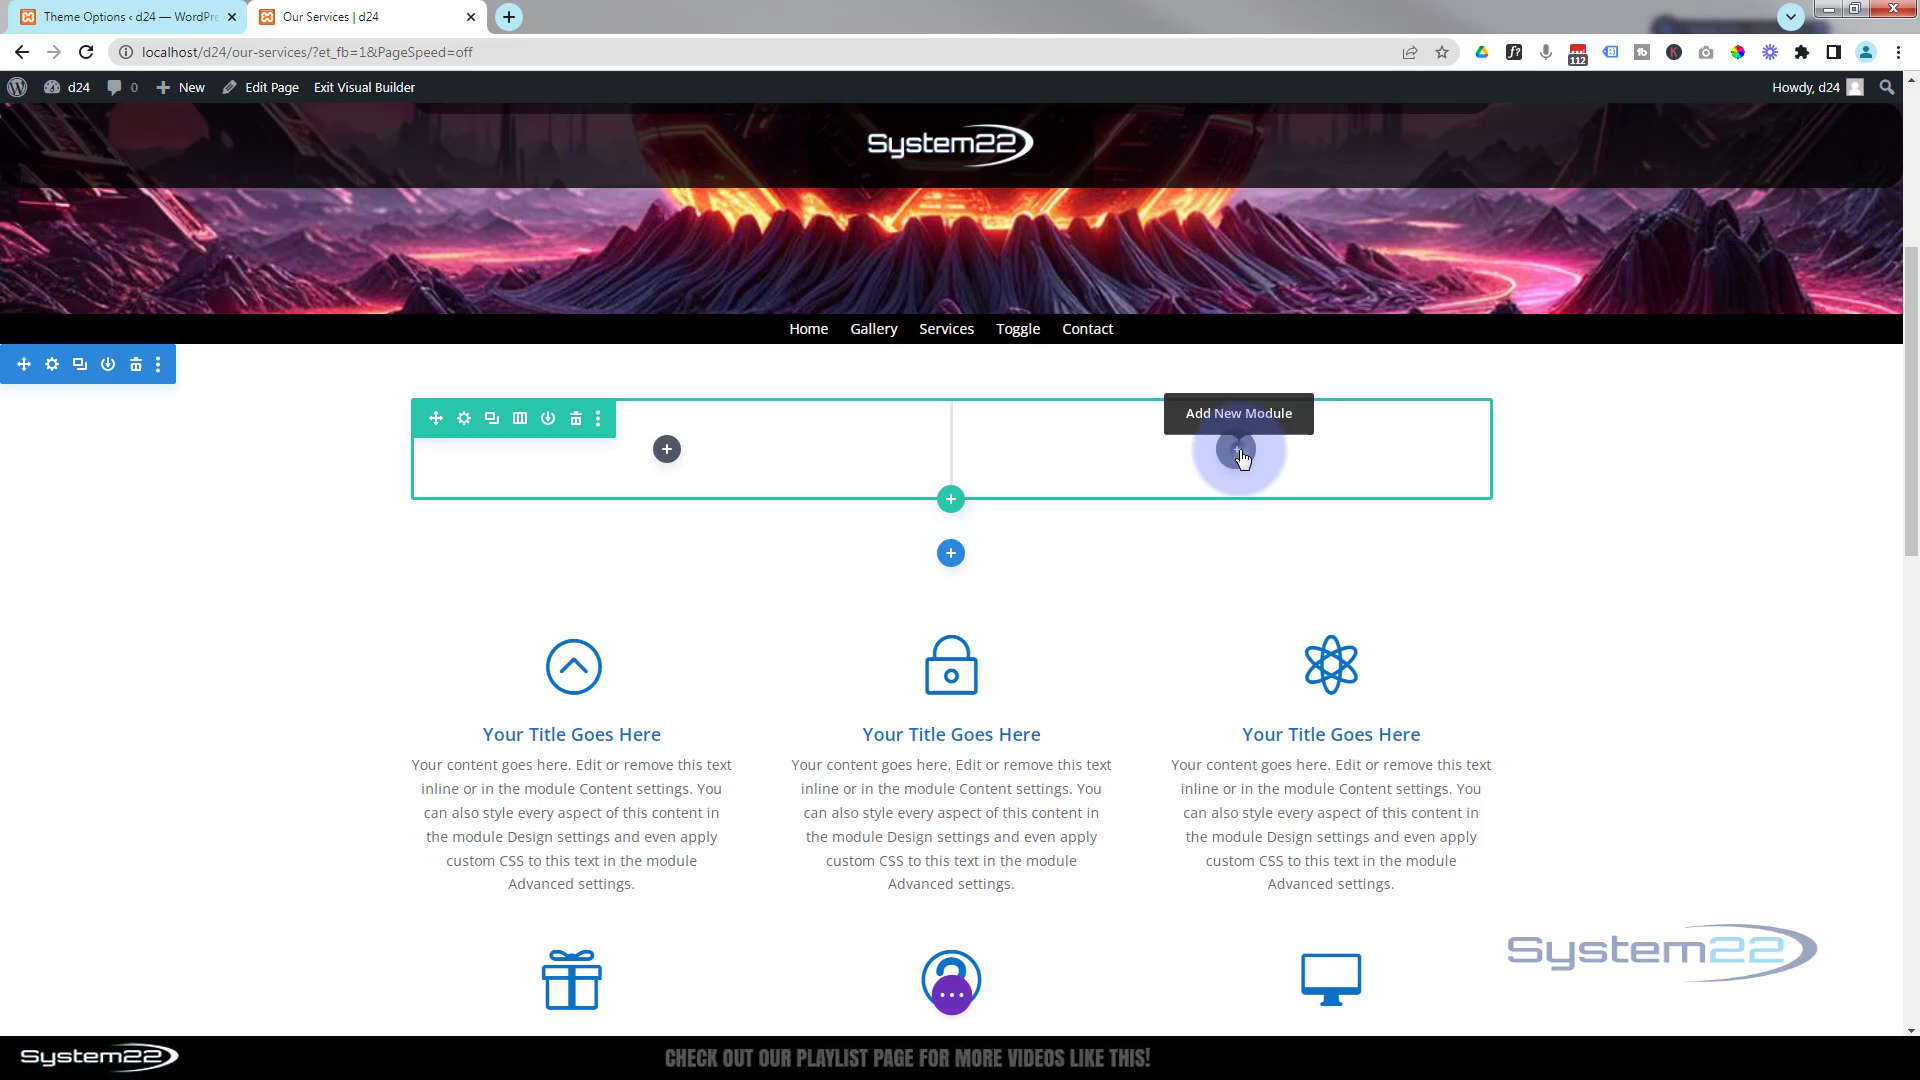 Theme Options ‹ d24 — WordPre
Our Services | d24
localhost/d24/our-services/?et_fb=1&PageSpeed=off
112
d24
0
New
Edit Page
Exit Visual Builder
Howdy, d24
System22
Home
Gallery
Services
Toggle
Contact
Add New Module
Your Title Goes Here
Your content goes here. Edit or remove this text
inline or in the module Content settings. You
can also style every aspect of this content in
the module Design settings and even apply
custom CSS to this text in the module
Advanced settings.
Your Title Goes Here
Your content goes here. Edit or remove this text
inline or in the module Content settings. You
can also style every aspect of this content in
the module Design settings and even apply
custom CSS to this text in the module
Advanced settings.
Your Title Goes Here
Your content goes here. Edit or remove this text
inline or in the module Content settings. You
can also style every aspect of this content in
the module Design settings and even apply
custom CSS to this text in the module
Advanced settings.
System22
System22
CHECK OUT OUR PLAYLIST PAGE FOR MORE VIDEOS LIKE THIS!